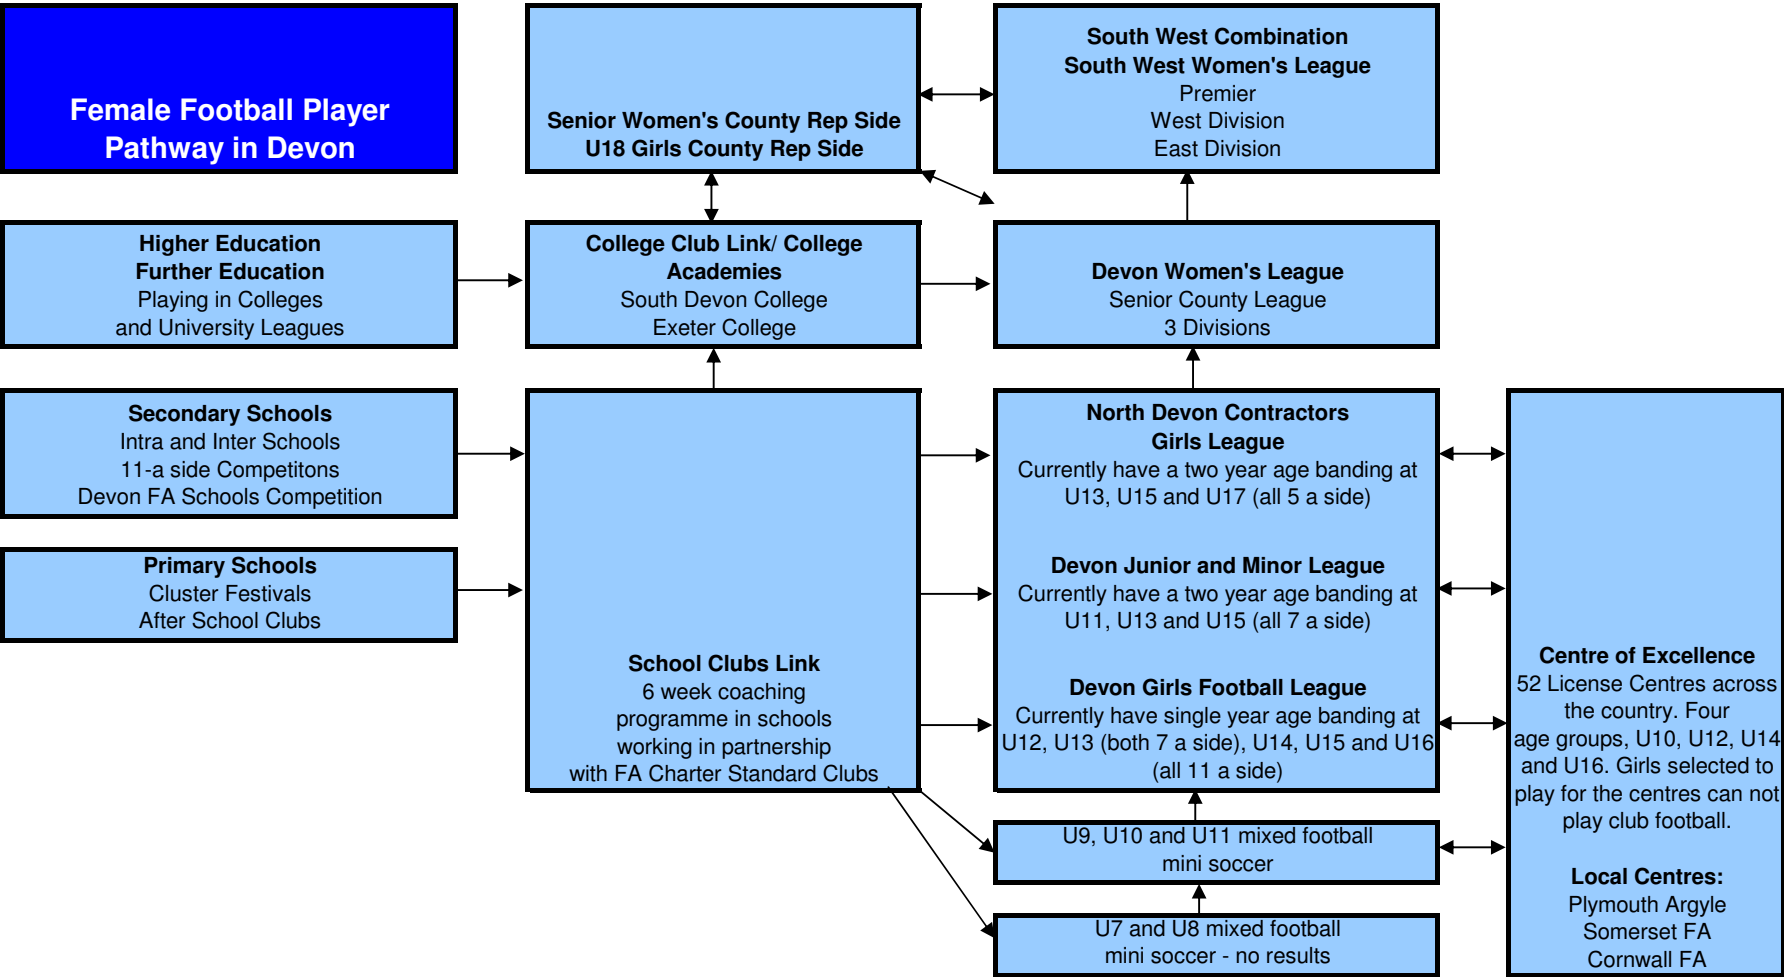 Female Football Player
Pathway in Devon
Senior Women's County Rep Side
U18 Girls County Rep Side
South West Combination
South West Women's League
Premier
West Division
East Division
Higher Education
Further Education
Playing in Colleges
and University Leagues
College Club Link/ College
Academies
South Devon College
Exeter College
Devon Women's League
Senior County League
3 Divisions
Secondary Schools
Intra and Inter Schools
11-a side Competitons
Devon FA Schools Competition
Primary Schools
Cluster Festivals
After School Clubs
School Clubs Link
6 week coaching
programme in schools
working in partnership
with FA Charter Standard Clubs
North Devon Contractors
Girls League
Currently have a two year age banding at
U13, U15 and U17 (all 5 a side)
Devon Junior and Minor League
Currently have a two year age banding at
U11, U13 and U15 (all 7 a side)
Devon Girls Football League
Currently have single year age banding at
U12, U13 (both 7 a side), U14, U15 and U16
(all 11 a side)
U9, U10 and U11 mixed football
mini soccer
U7 and U8 mixed football
mini soccer - no results
Centre of Excellence
52 License Centres across
the country. Four
age groups, U10, U12, U14
and U16. Girls selected to
play for the centres can not
play club football.
Local Centres:
Plymouth Argyle
Somerset FA
Cornwall FA